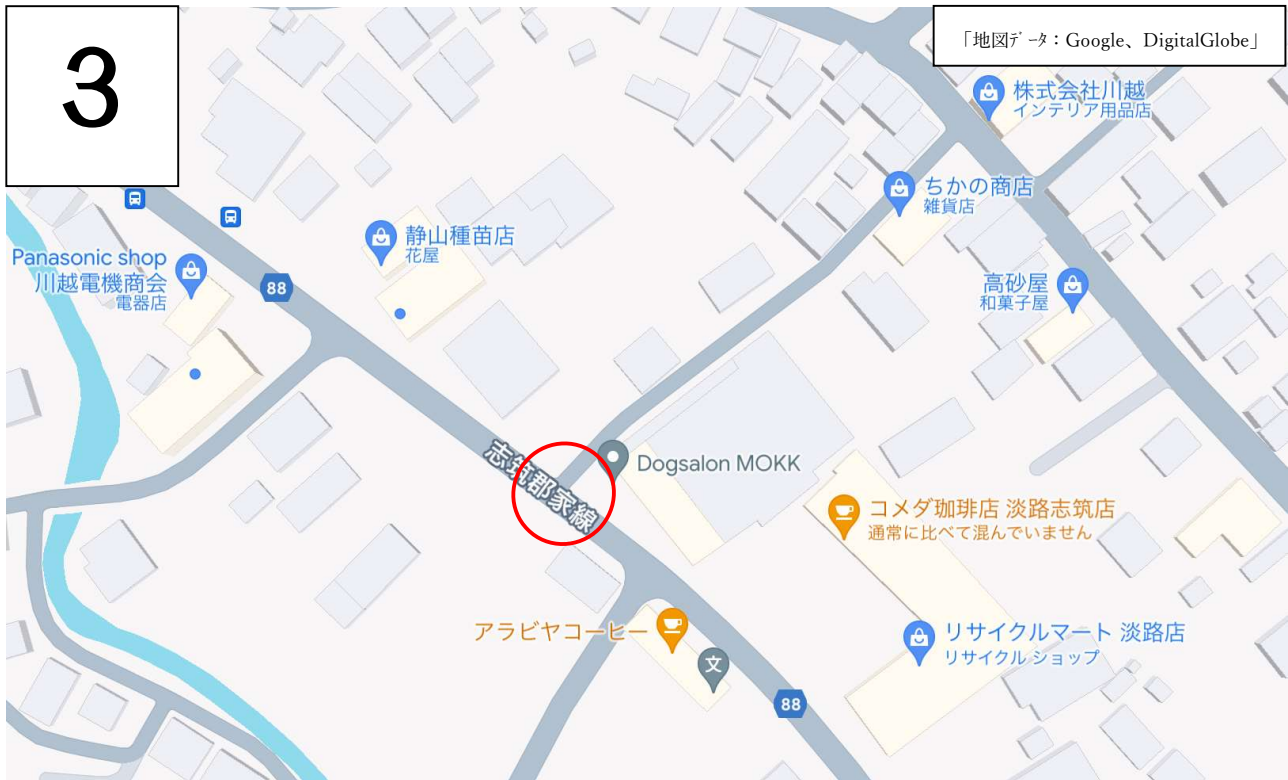 3
「地図データ：Google、DigitalGlobe」
株式会社川越
インテリア用品店
ちかの商店
雑貨店
静山種苗店
花屋
Panasonic shop
川越電機商会
電器店
88
高砂屋
和菓子屋
志筑郡家線
Dogsalon MOKK
コメダ珈琲店 淡路志筑店
通常に比べて混んでいません
アラビヤコーヒー
リサイクルマート 淡路店
リサイクル ショップ
文
88